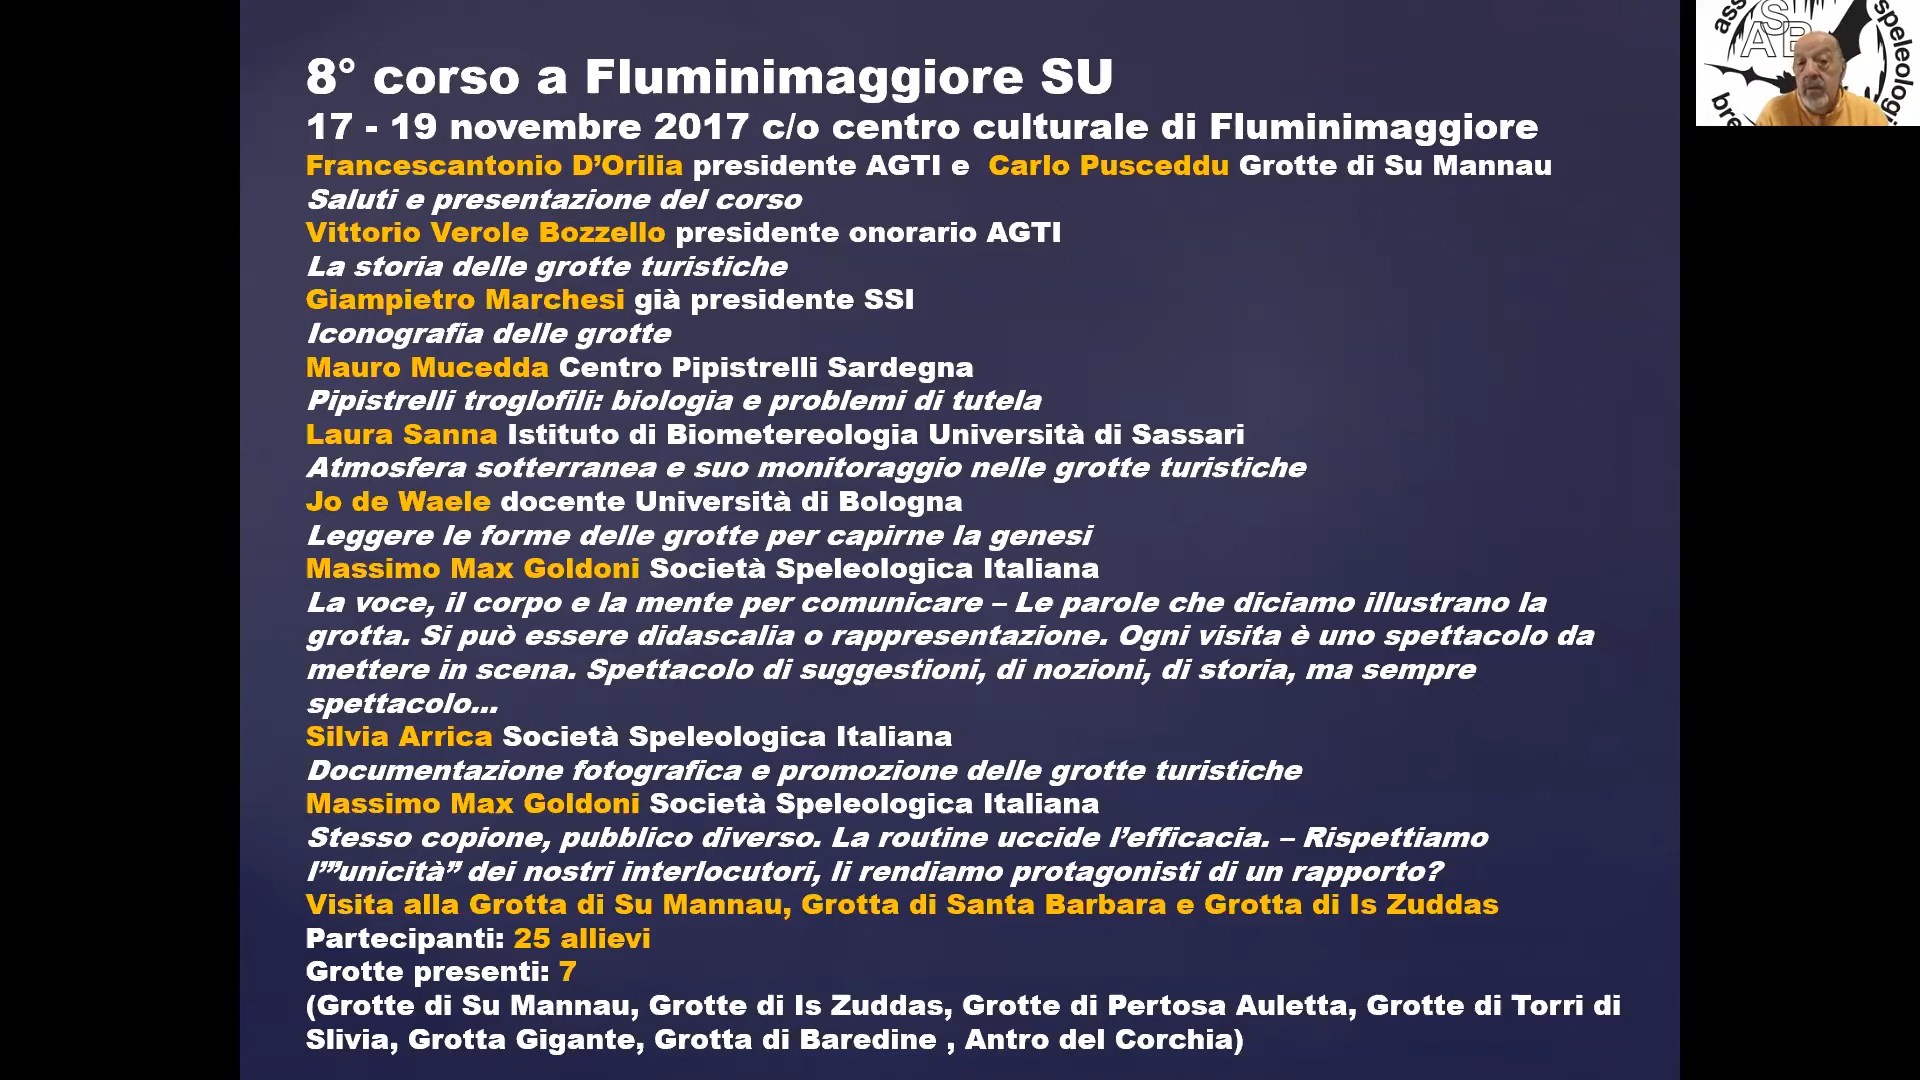 8° corso a Fluminimaggiore SU
17 - 19 novembre 2017 c/o centro culturale di Fluminimaggiore
Francescantonio D’Orilia presidente AGTI e Carlo Pusceddu Grotte di Su Mannau
Saluti e presentazione del corso
Vittorio Verole Bozzello presidente onorario AGTI
La storia delle grotte turistiche
Giampietro Marchesi già presidente SSI
Iconografia delle grotte
Mauro Mucedda Centro Pipistrelli Sardegna
Pipistrelli troglofili: biologia e problemi di tutela
Laura Sanna Istituto di Biometereologia Università di Sassari
Atmosfera sotterranea e suo monitoraggio nelle grotte turistiche
Jo de Waele docente Università di Bologna
Leggere le forme delle grotte per capirne la genesi
Massimo Max Goldoni Società Speleologica Italiana
La voce, il corpo e la mente per comunicare – Le parole che diciamo illustrano la
grotta. Si può essere didascalia o rappresentazione. Ogni visita è uno spettacolo da
mettere in scena. Spettacolo di suggestioni, di nozioni, di storia, ma sempre
spettacolo…
Silvia Arrica Società Speleologica Italiana
Documentazione fotografica e promozione delle grotte turistiche
Massimo Max Goldoni Società Speleologica Italiana
Stesso copione, pubblico diverso. La routine uccide l’efficacia. – Rispettiamo
l’”unicità” dei nostri interlocutori, li rendiamo protagonisti di un rapporto?
Visita alla Grotta di Su Mannau, Grotta di Santa Barbara e Grotta di Is Zuddas
Partecipanti: 25 allievi
Grotte presenti: 7
(Grotte di Su Mannau, Grotte di Is Zuddas, Grotte di Pertosa Auletta, Grotte di Torri di
Slivia, Grotta Gigante, Grotta di Baredine , Antro del Corchia)